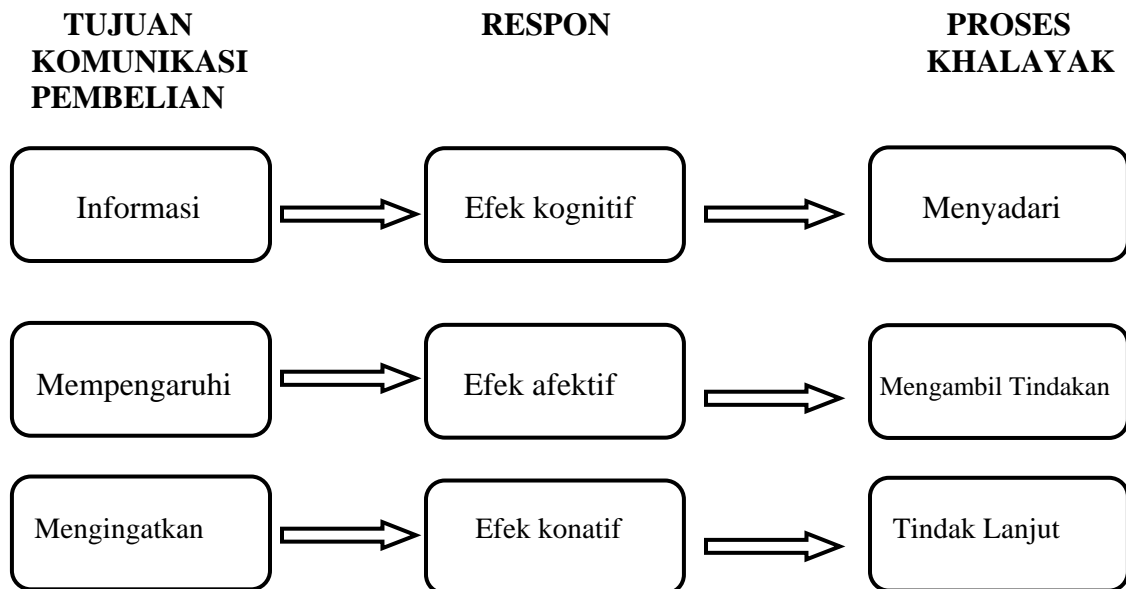 TUJUAN
KOMUNIKASI
PEMBELIAN
RESPON
PROSES
KHALAYAK
Informasi
Efek kognitif
Menyadari
Mempengaruhi
Efek afektif
Mengambil Tindakan
Mengingatkan
Efek konatif
Tindak Lanjut